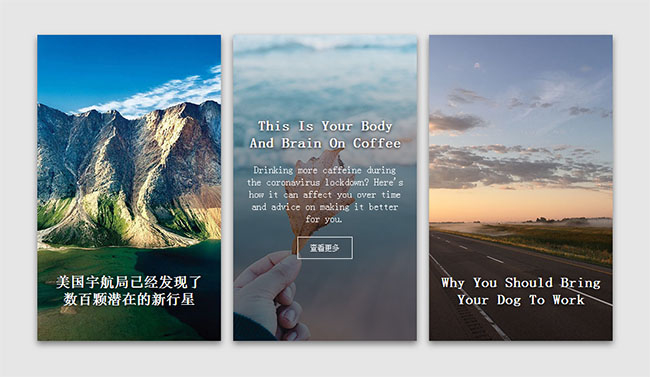 美国宇航局已经发现了
数百颗潜在的新行星
This Is Your Body
And Brain On Coffee
Drinking more caffeine during
the coronavirus lockdown? Here's
how it can affect you over time
and advice on making it better
for you.
查看更多
Why You Should Bring
Your Dog To Work